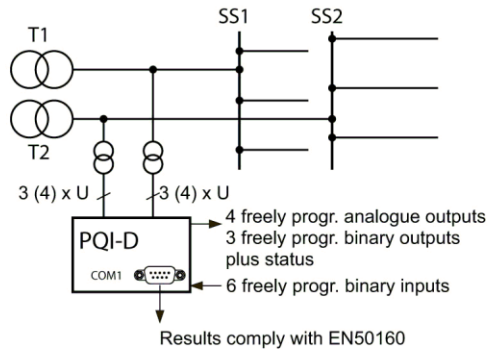 SS1 SS2
T1
T2
3 (4) x U 3 (4) x U
PQI-D
COM1
4 freely progr. analogue outputs
3 freely progr. binary outputs
plus status
6 freely progr. binary inputs
Results comply with EN50160